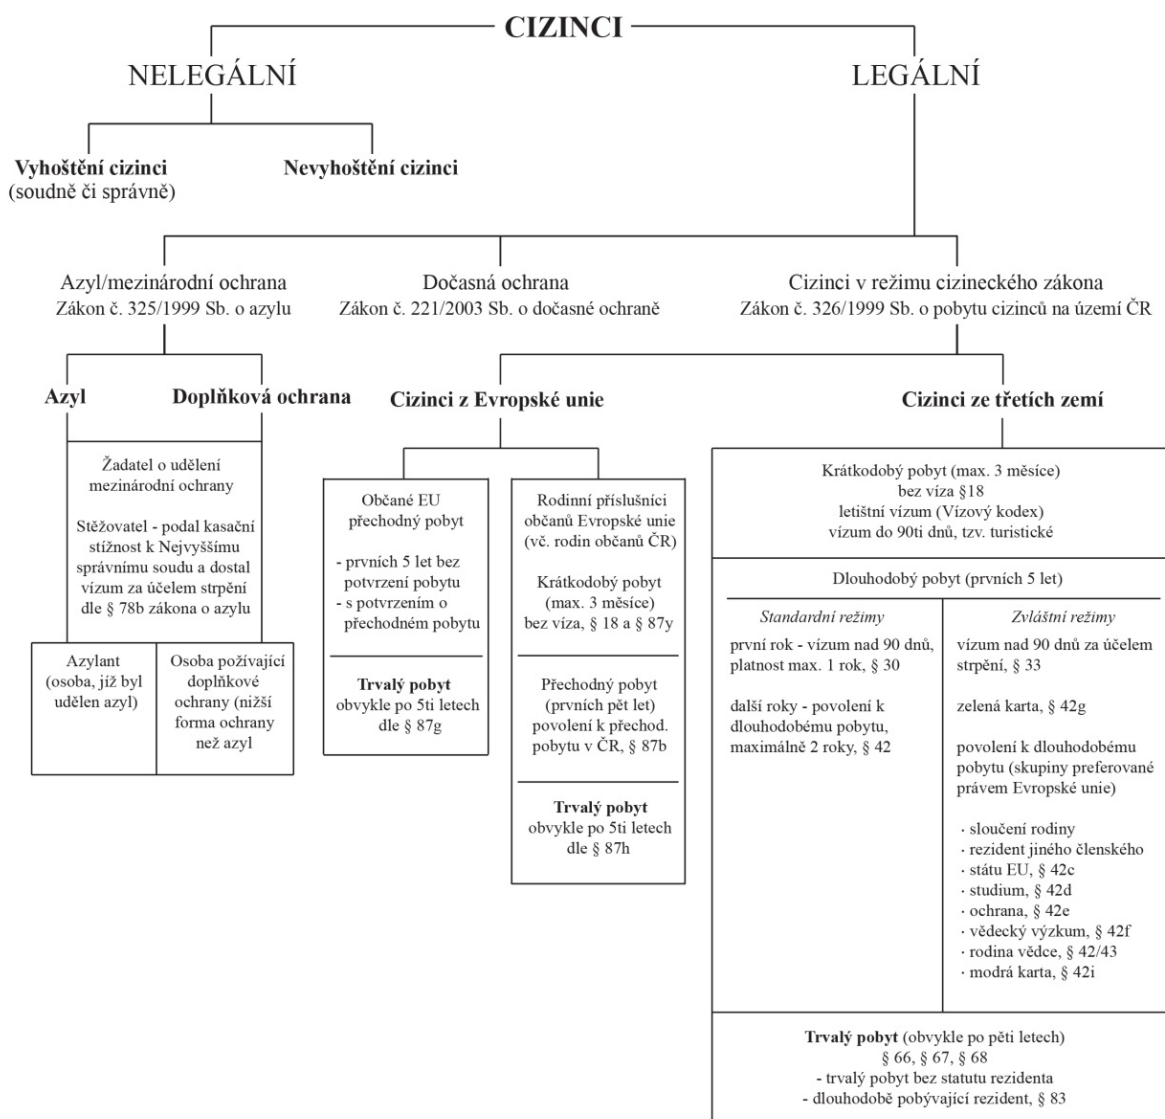 CIZINCI
NELEGÁLNÍ
LEGÁLNÍ
Vyhoštění cizinci
(soudně či správně)
Nevyhoštění cizinci
Azyl/mezinárodní ochrana
Zákon č. 325/1999 Sb. o azylu
Dočasná ochrana
Zákon č. 221/2003 Sb. o dočasné ochraně
Cizinci v režimu cizineckého zákona
Zákon č. 326/1999 Sb. o pobytu cizinců na území ČR
Azyl
Doplňková ochrana
Žadatel o udělení
mezinárodní ochrany
Stěžovatel - podal kasační
stížnost k Nejvyššímu
správnímu soudu a dostal
vízum za účelem strpění
dle § 78b zákona o azylu
Azylant
(osoba, jíž byl
udělen azyl)
Osoba požívající
doplňkové
ochrany (nižší
forma ochrany
než azyl
Cizinci z Evropské unie
Občané EU
přechodný pobyt
- prvních 5 let bez
potvrzení pobytu
- s potvrzením o
přechodném pobytu
Trvalý pobyt
obvykle po 5ti letech
dle § 87g
Rodinní příslušníci
občanů Evropské unie
(vč. rodin občanů ČR)
Krátkodobý pobyt
(max. 3 měsíce)
bez víza, § 18 a § 87y
Přechodný pobyt
(prvních pět let)
povolení k přechod.
pobytu v ČR, § 87b
Trvalý pobyt
obvykle po 5ti letech
dle § 87h
Cizinci ze třetích zemí
Krátkodobý pobyt (max. 3 měsíce)
bez víza §18
letištní vízum (Vízový kodex)
vízum do 90ti dnů, tzv. turistické
Dlouhodobý pobyt (prvních 5 let)
Standardní režimy
první rok - vízum nad 90 dnů,
platnost max. 1 rok, § 30
další roky - povolení k
dlouhodobému pobytu,
maximálně 2 roky, § 42
Zvláštní režimy
vízum nad 90 dnů za účelem
strpění, § 33
zelená karta, § 42g
povolení k dlouhodobému
pobytu (skupiny preferované
právem Evropské unie)
· sloučení rodiny
· rezident jiného členského
· státu EU, § 42c
· studium, § 42d
· ochrana, § 42e
· vědecký výzkum, § 42f
· rodina vědce, § 42/43
· modrá karta, § 42i
Trvalý pobyt (obvykle po pěti letech)
§ 66, § 67, § 68
- trvalý pobyt bez statutu rezidenta
- dlouhodobě pobývající rezident, § 83